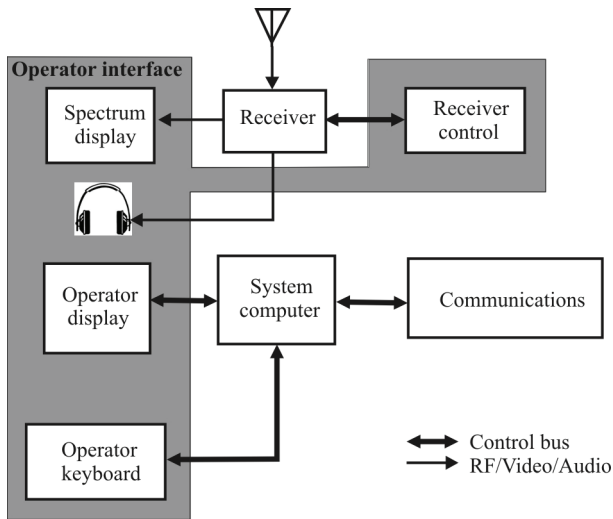 Operator interface
Spectrum
display
Receiver
Receiver
control
Operator
display
System
computer
Communications
Operator
keyboard
Control bus
RF/Video/Audio